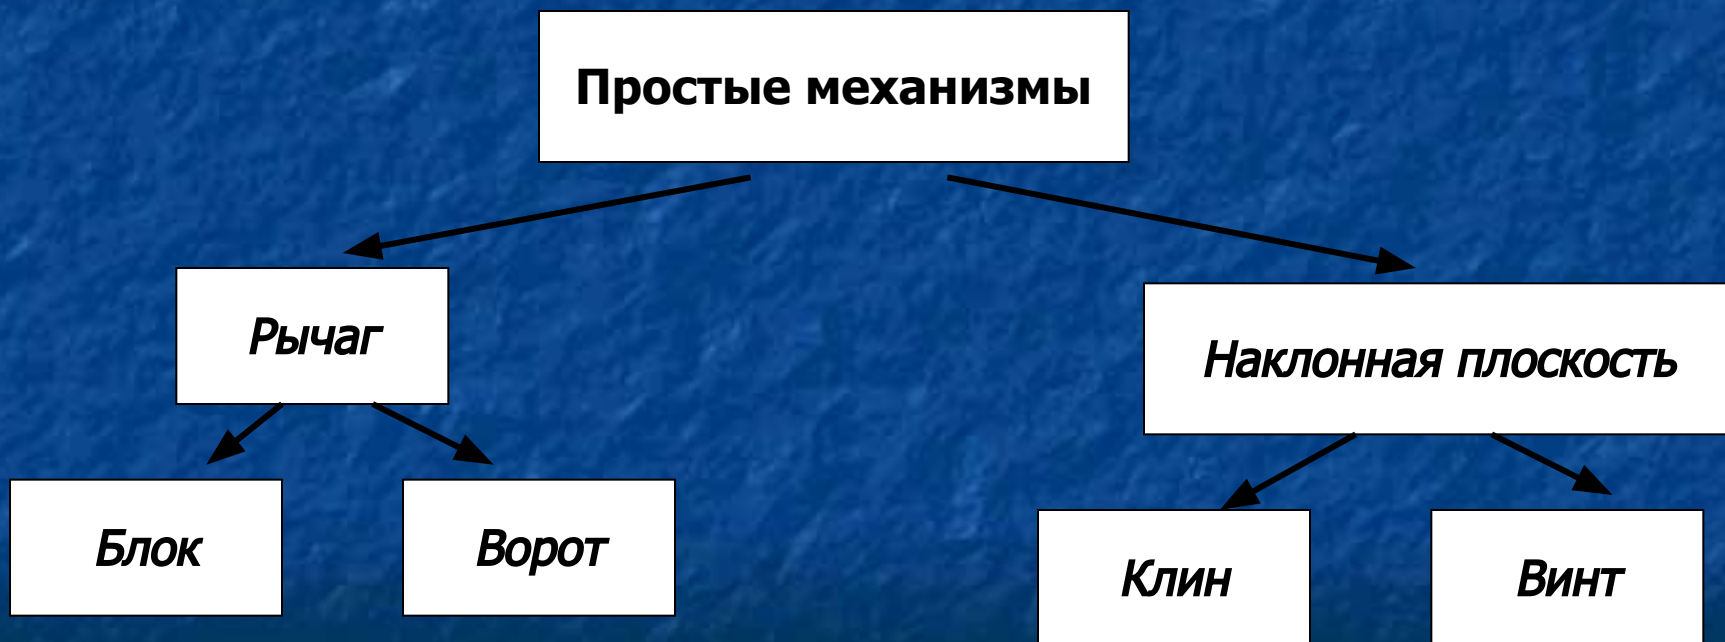 Простые механизмы
Рычаг
Наклонная плоскость
Блок
Ворот
Клин
Винт